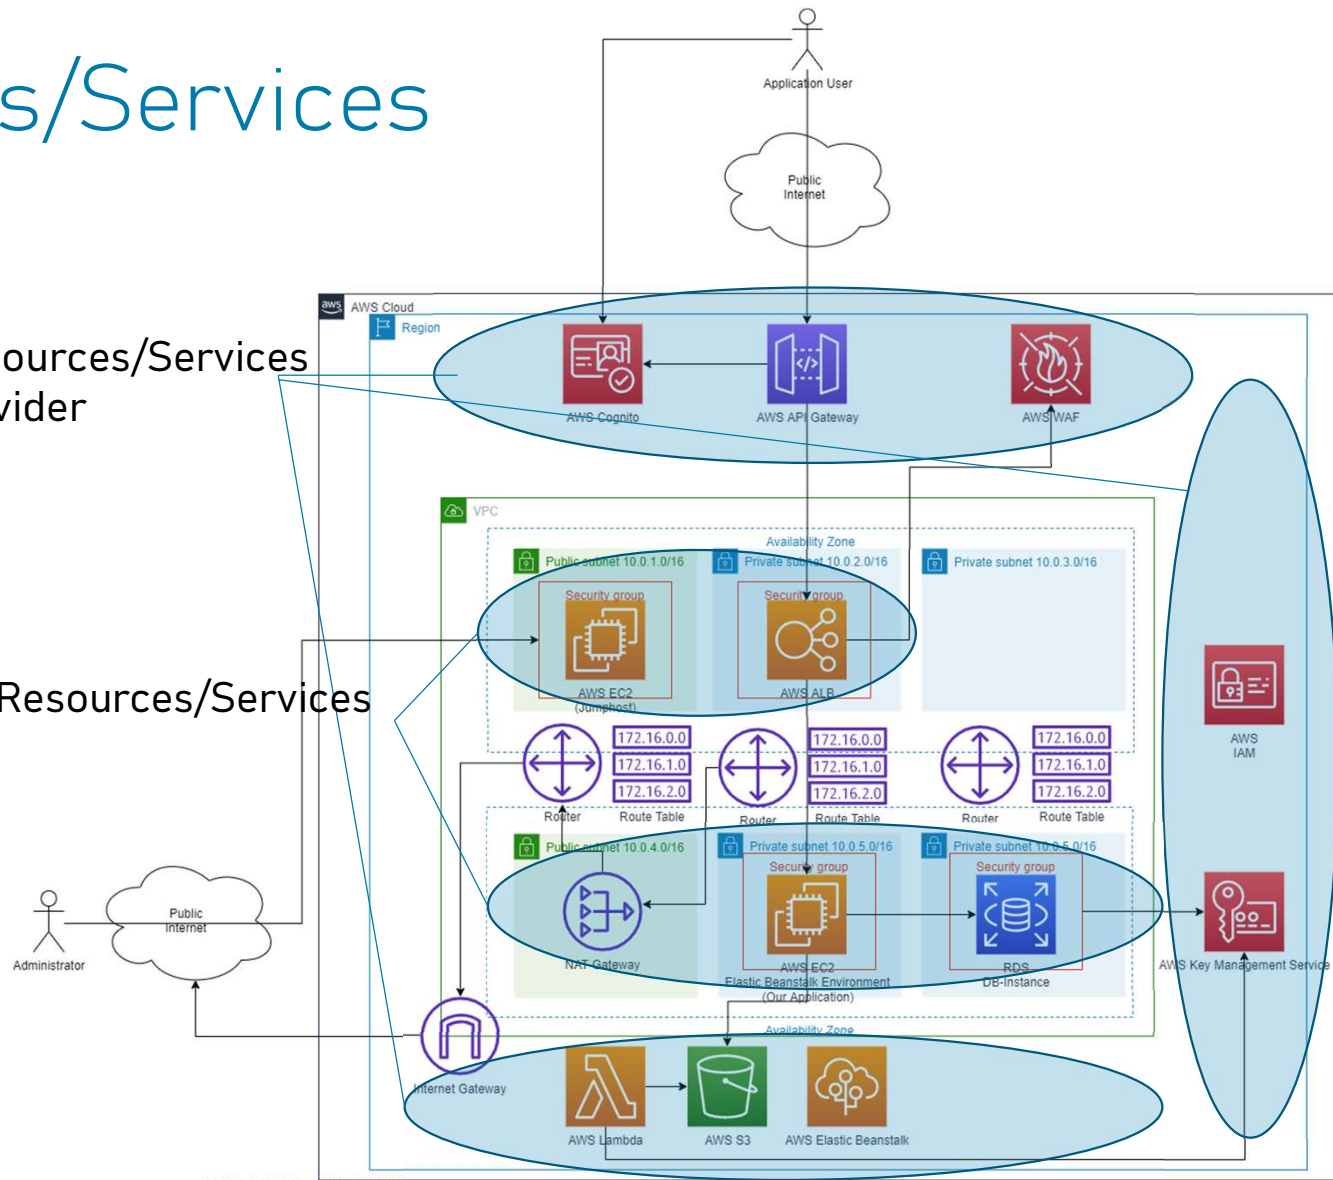 s/Services
Application User
Public
Internet
aws
AWS Cloud
Region
ources/Services
vider
AWS Cognito
AWS API Gateway
AWS WAF
VPC
Availability Zone
Public subnet 10.0.1.0/16
Private subnet 10.0.2.0/16
Private subnet 10.0.3.0/16
Security group
Security group
AWS EC2
(Jumphost)
AWS ALB
Resources/Services
AWS
IAM
172.16.0.0
172.16.1.0
172.16.2.0
172.16.0.0
172.16.1.0
172.16.2.0
172.16.0.0
172.16.1.0
172.16.2.0
Router
Route Table
Router
Route Table
Router
Route Table
Public subnet 10.0.4.0/16
Private subnet 10.0.5.0/16
Private subnet 10.0.5.0/16
Security group
Security group
Public
Internet
Administrator
NAT Gateway
AWS EC2
Elastic Beanstalk Environment
(Our Application)
RDS
DB-Instance
AWS Key Management Service
Availability Zone
Internet Gateway
AWS Lambda
AWS S3
AWS Elastic Beanstalk